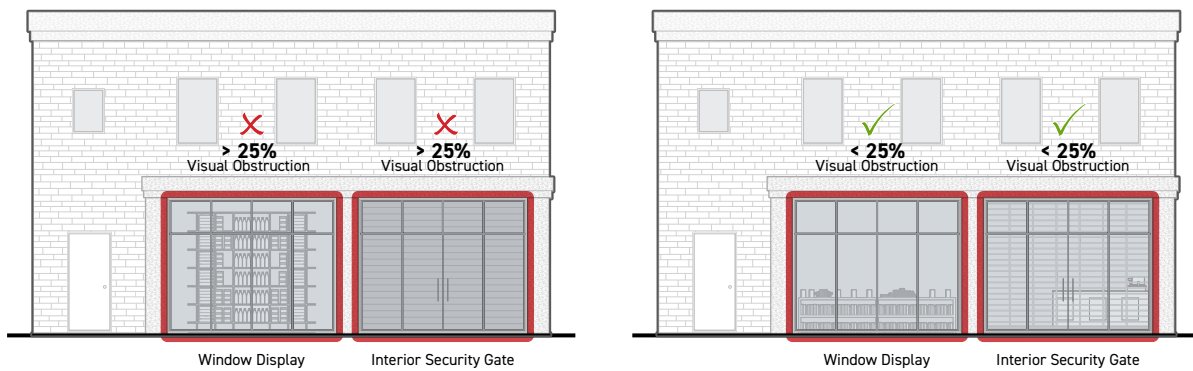 > 25%
Visual Obstruction
> 25%
Visual Obstruction
Window Display
Interior Security Gate
< 25%
Visual Obstruction
< 25%
Visual Obstruction
Window Display
Interior Security Gate